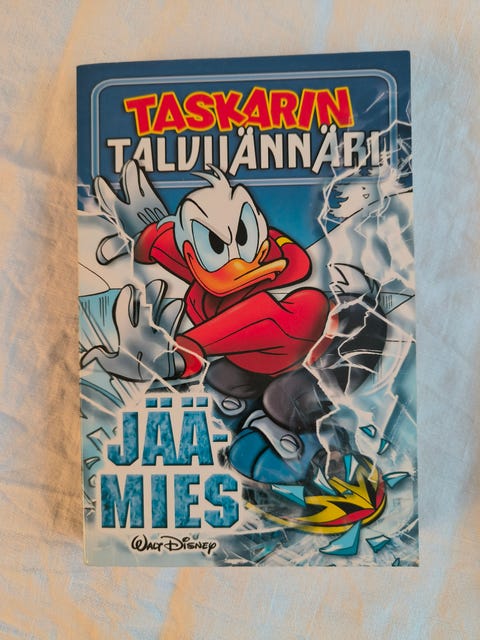 TASKARIN
TALVIJÄNNÄRI
JÄÄ-
MIES
WALT DISNEY